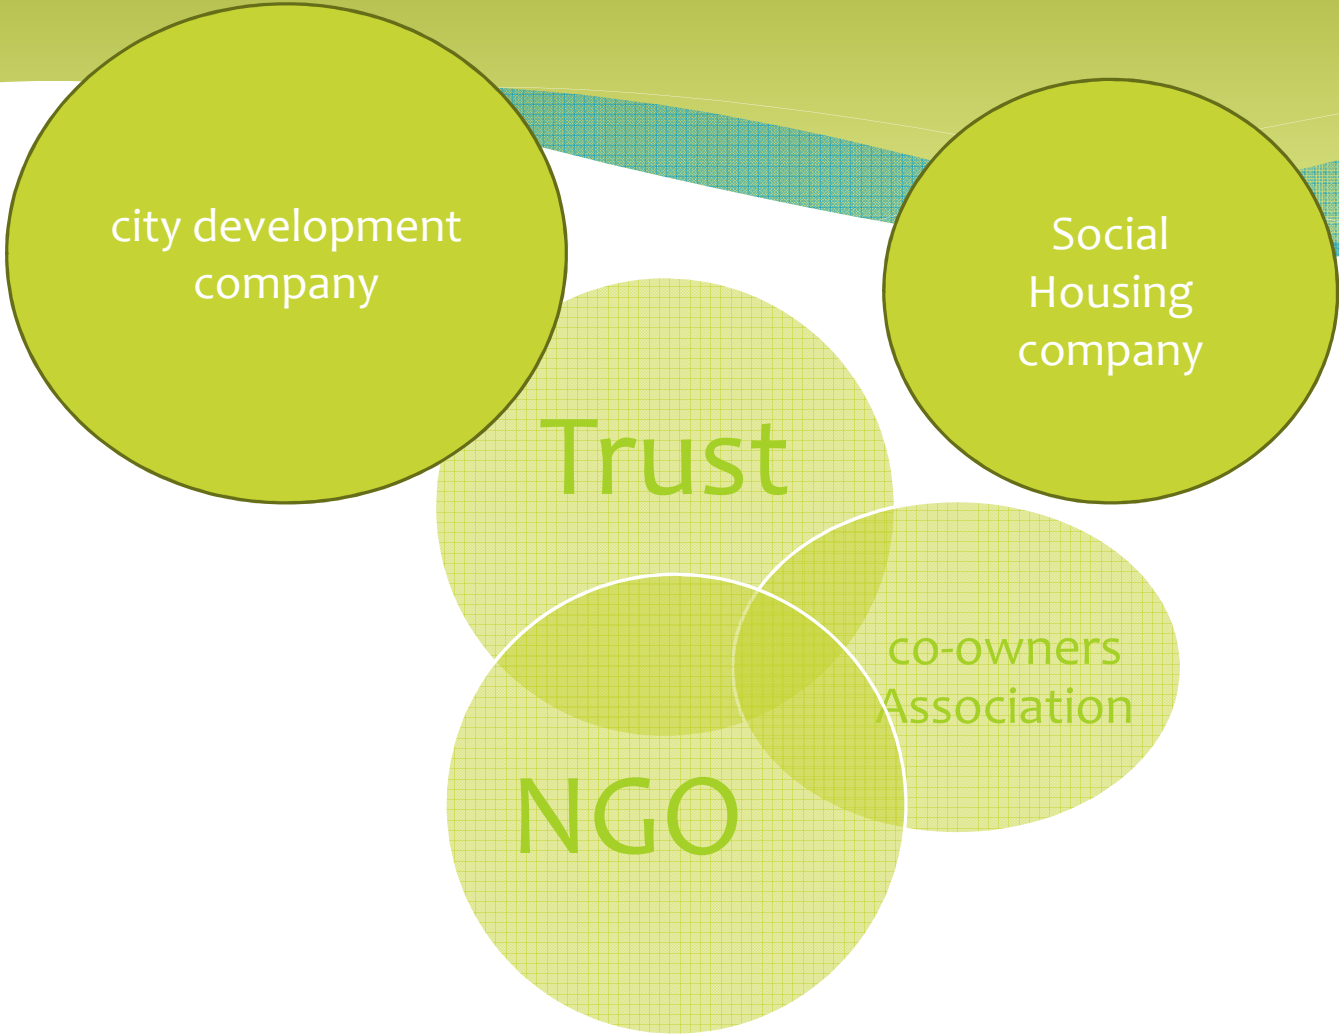 city development
company
Social
Housing
company
Trust
co-owners
Association
NGO